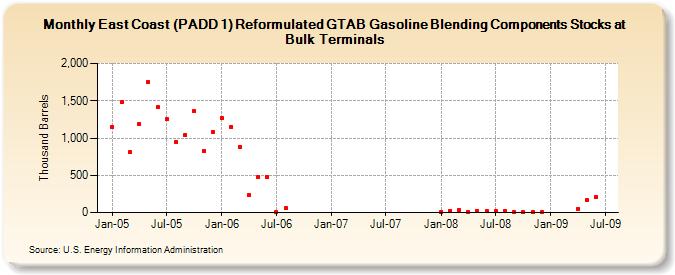 Monthly East Coast (PADD 1) Reformulated GTAB Gasoline Blending Components Stocks at
Bulk Terminals
Thousand Barrels
2,000
1,500
1,000
500
0
Jan-05 Jul-05 Jan-06 Jul-06 Jan-07 Jul-07 Jan-08 Jul-08 Jan-09 Jul-09
Source: U.S. Energy Information Administration